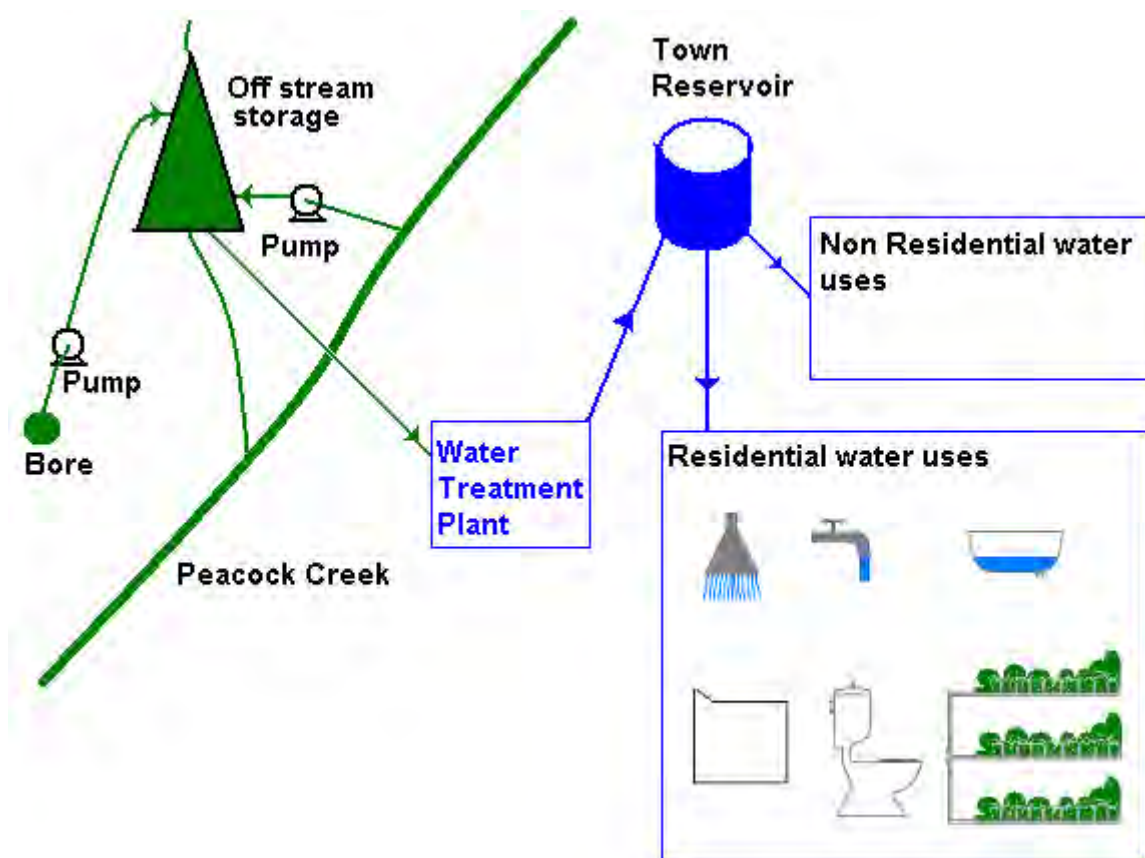 Off stream
storage
Town
Reservoir
Pump
Non Residential water
uses
Pump
Bore
Water
Treatment
Plant
Residential water uses
Peacock Creek